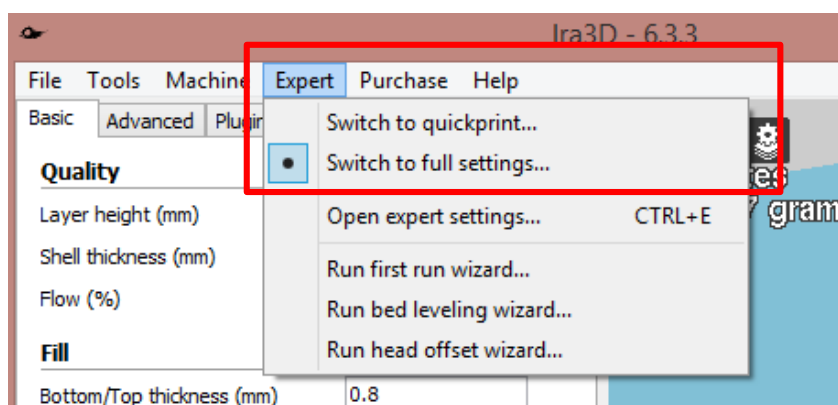 Ira3D - 6.3.3
File Tools Machine Expert Purchase Help
Basic Advanced Plugin
Switch to quickprint...
Switch to full settings...
Quality
Layer height (mm)
Open expert settings... CTRL+E
gram
Shell thickness (mm)
Run first run wizard...
Flow (%)
Run bed leveling wizard...
Fill
Run head offset wizard...
Bottom/Top thickness (mm) 0.8